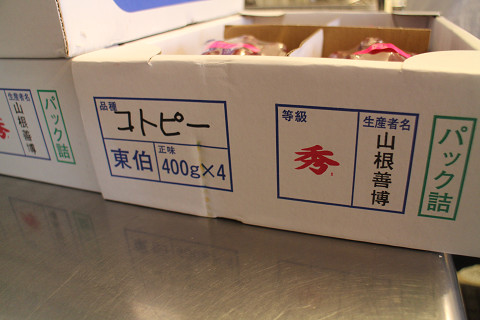 生産者名
山根善博
秀
パック詰
品種
コトピー
東伯
正味
400g×4
等級
秀
生産者名
山根善博
パック詰